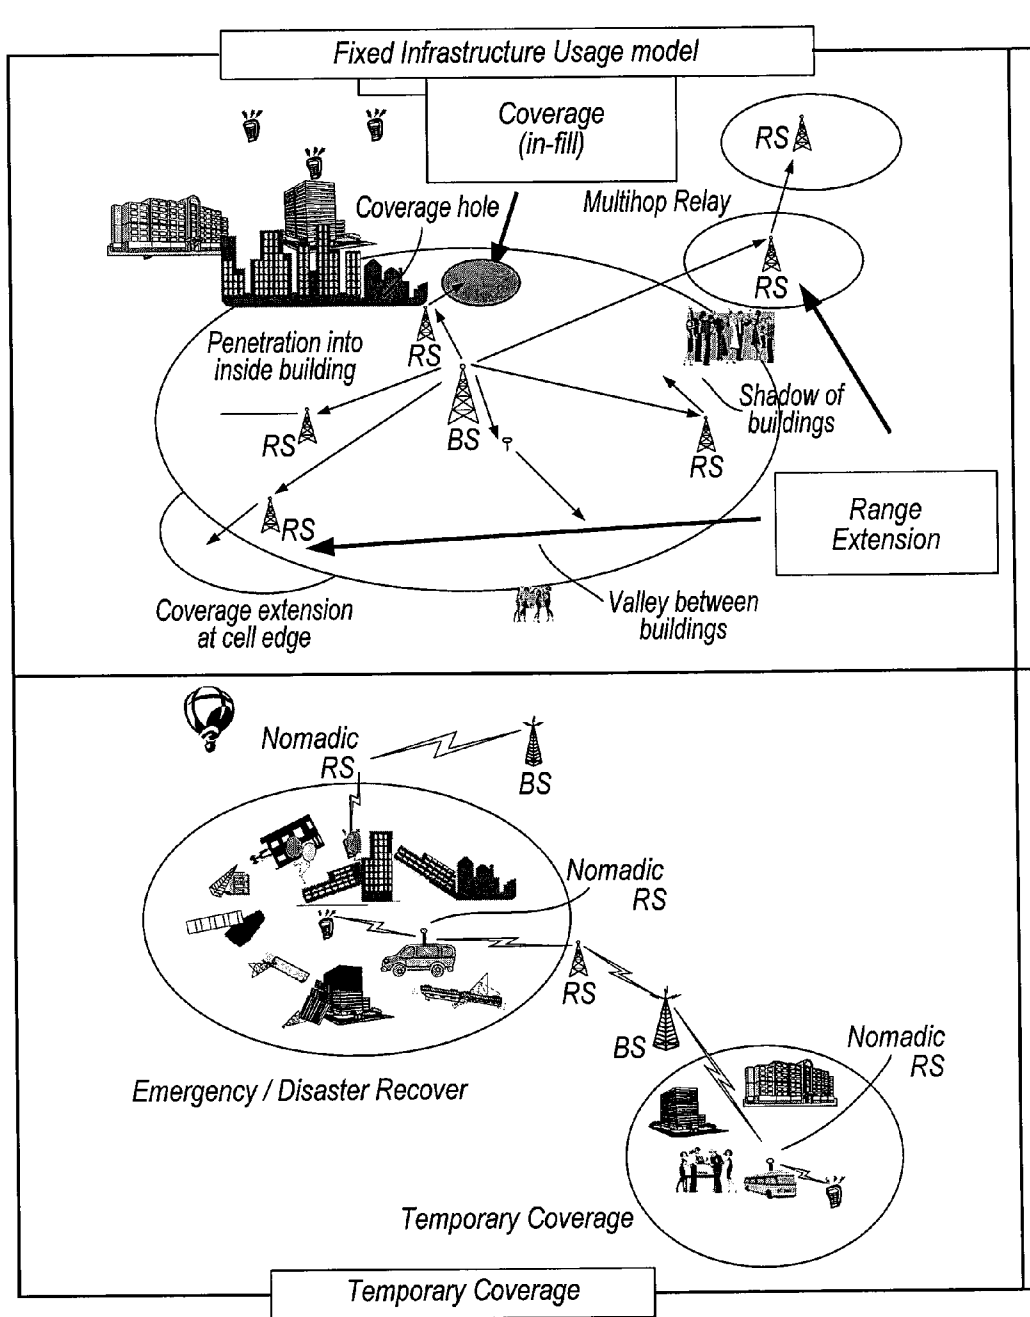 Fixed Infrastructure Usage model
Coverage
(in-fill)
RS
Multihop Relay
Coverage hole
RS
Penetration into
inside building
RS
Shadow of
buildings
RS
BS
RS
RS
Range
Extension
Coverage extension
at cell edge
Valley between
buildings
Nomadic
RS
BS
Nomadic
RS
RS
BS
Nomadic
RS
Emergency / Disaster Recover
Temporary Coverage
Temporary Coverage